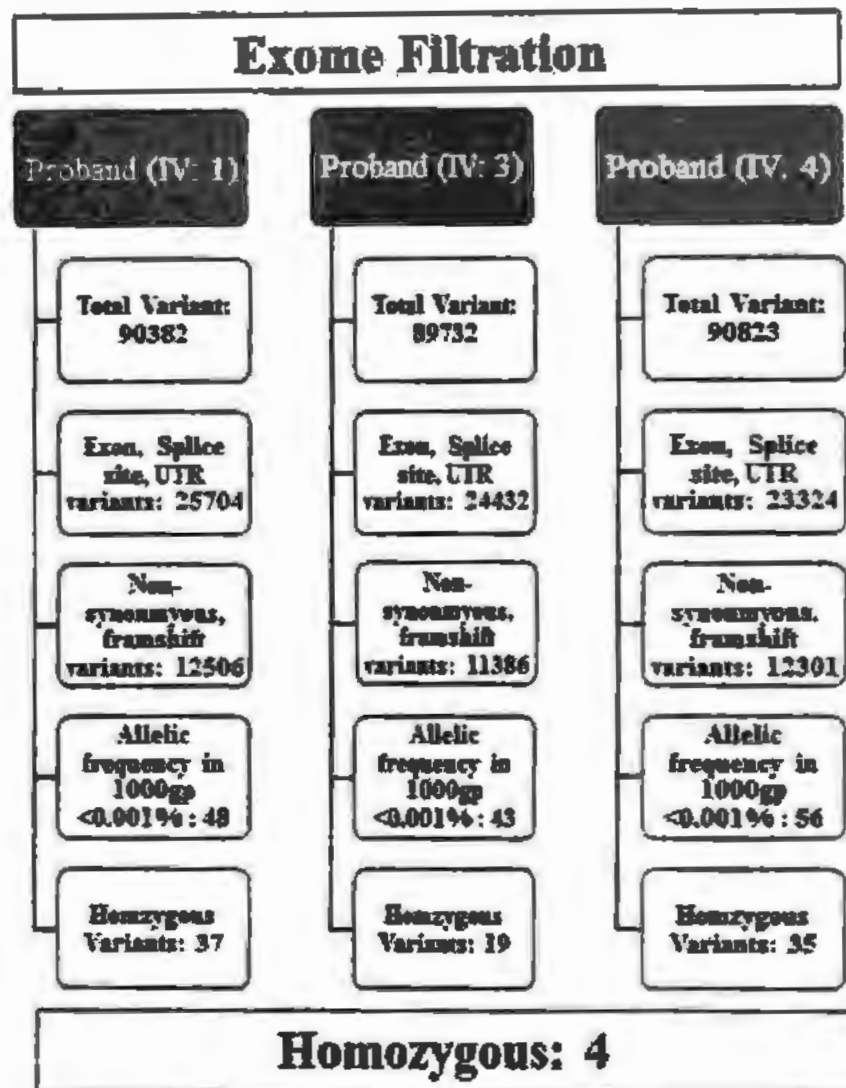 Exome Filtration
Proband (IV: 1)
Total Variant:
90382
Exon, Splice
site, UTR
variants: 25704
Non-
synonmyous,
framshift
variants: 12506
Allelic
frequency in
1000gp
<0.001% : 48
Homzygous
Variants: 37
Proband (IV: 3)
Total Variant:
89732
Exon, Splice
site, UTR
variants: 24432
Non-
synonmyous,
framshift
variants: 11386
Allelic
frequency in
1000gp
<0.001% : 43
Homzygous
Variants: 19
Proband (IV: 4)
Total Variant:
90823
Exon, Splice
site, UTR
variants: 23324
Non-
synonmyous,
framshift
variants: 12301
Allelic
frequency in
1000gp
<0.001% : 56
Homzygous
Variants: 35
Homozygous: 4